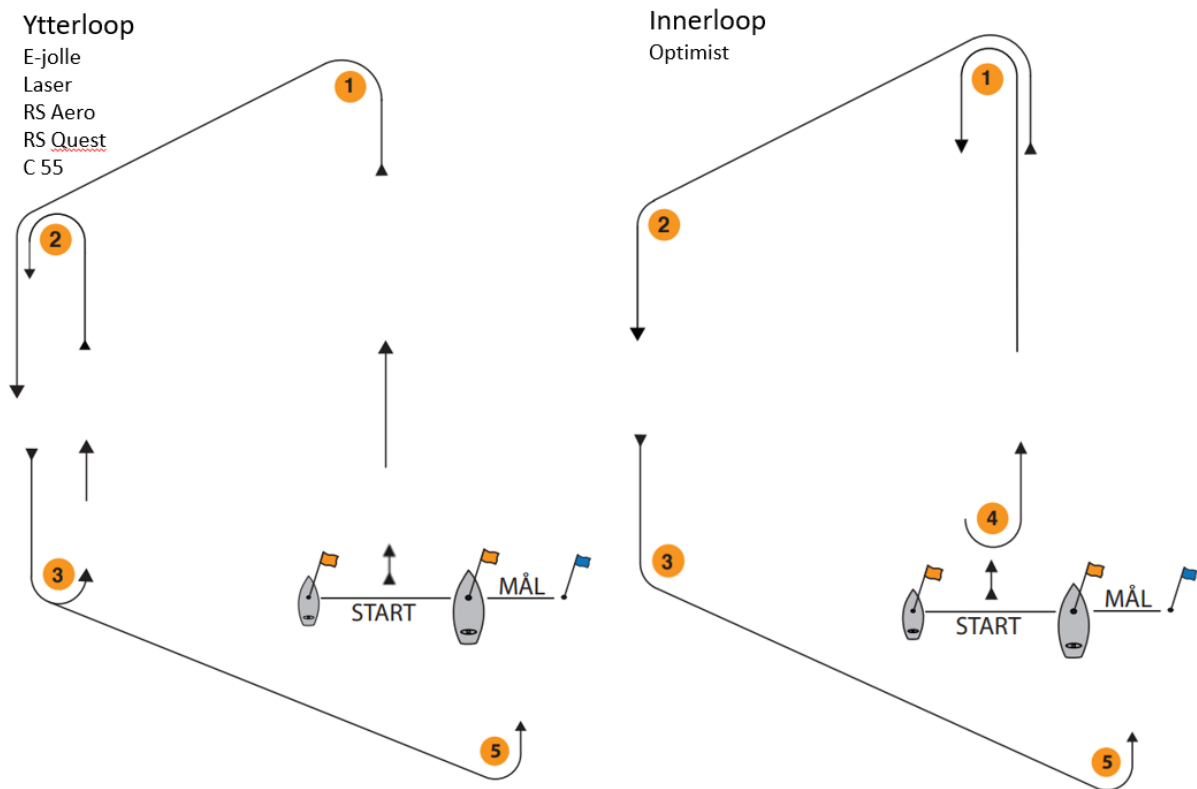 Ytterloop
E-jolle
Laser
RS Aero
RS Quest
C 55
1
2
3
START
MÅL
5
Innerloop
Optimist
1
2
4
3
START
MÅL
5